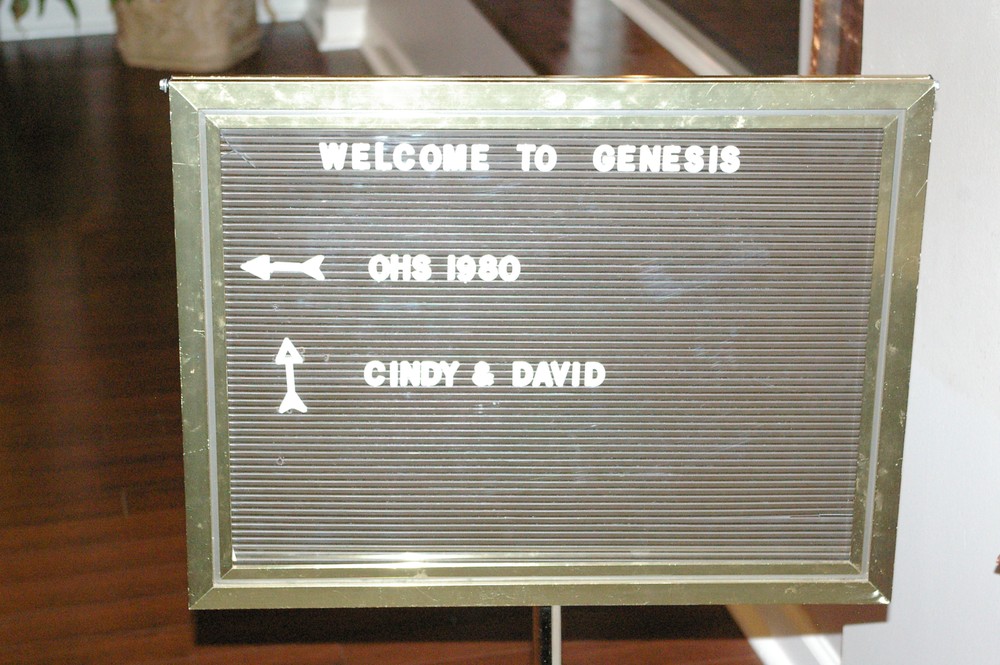 WELCOME TO GENESIS
OHS 1980
CINDY & DAVID